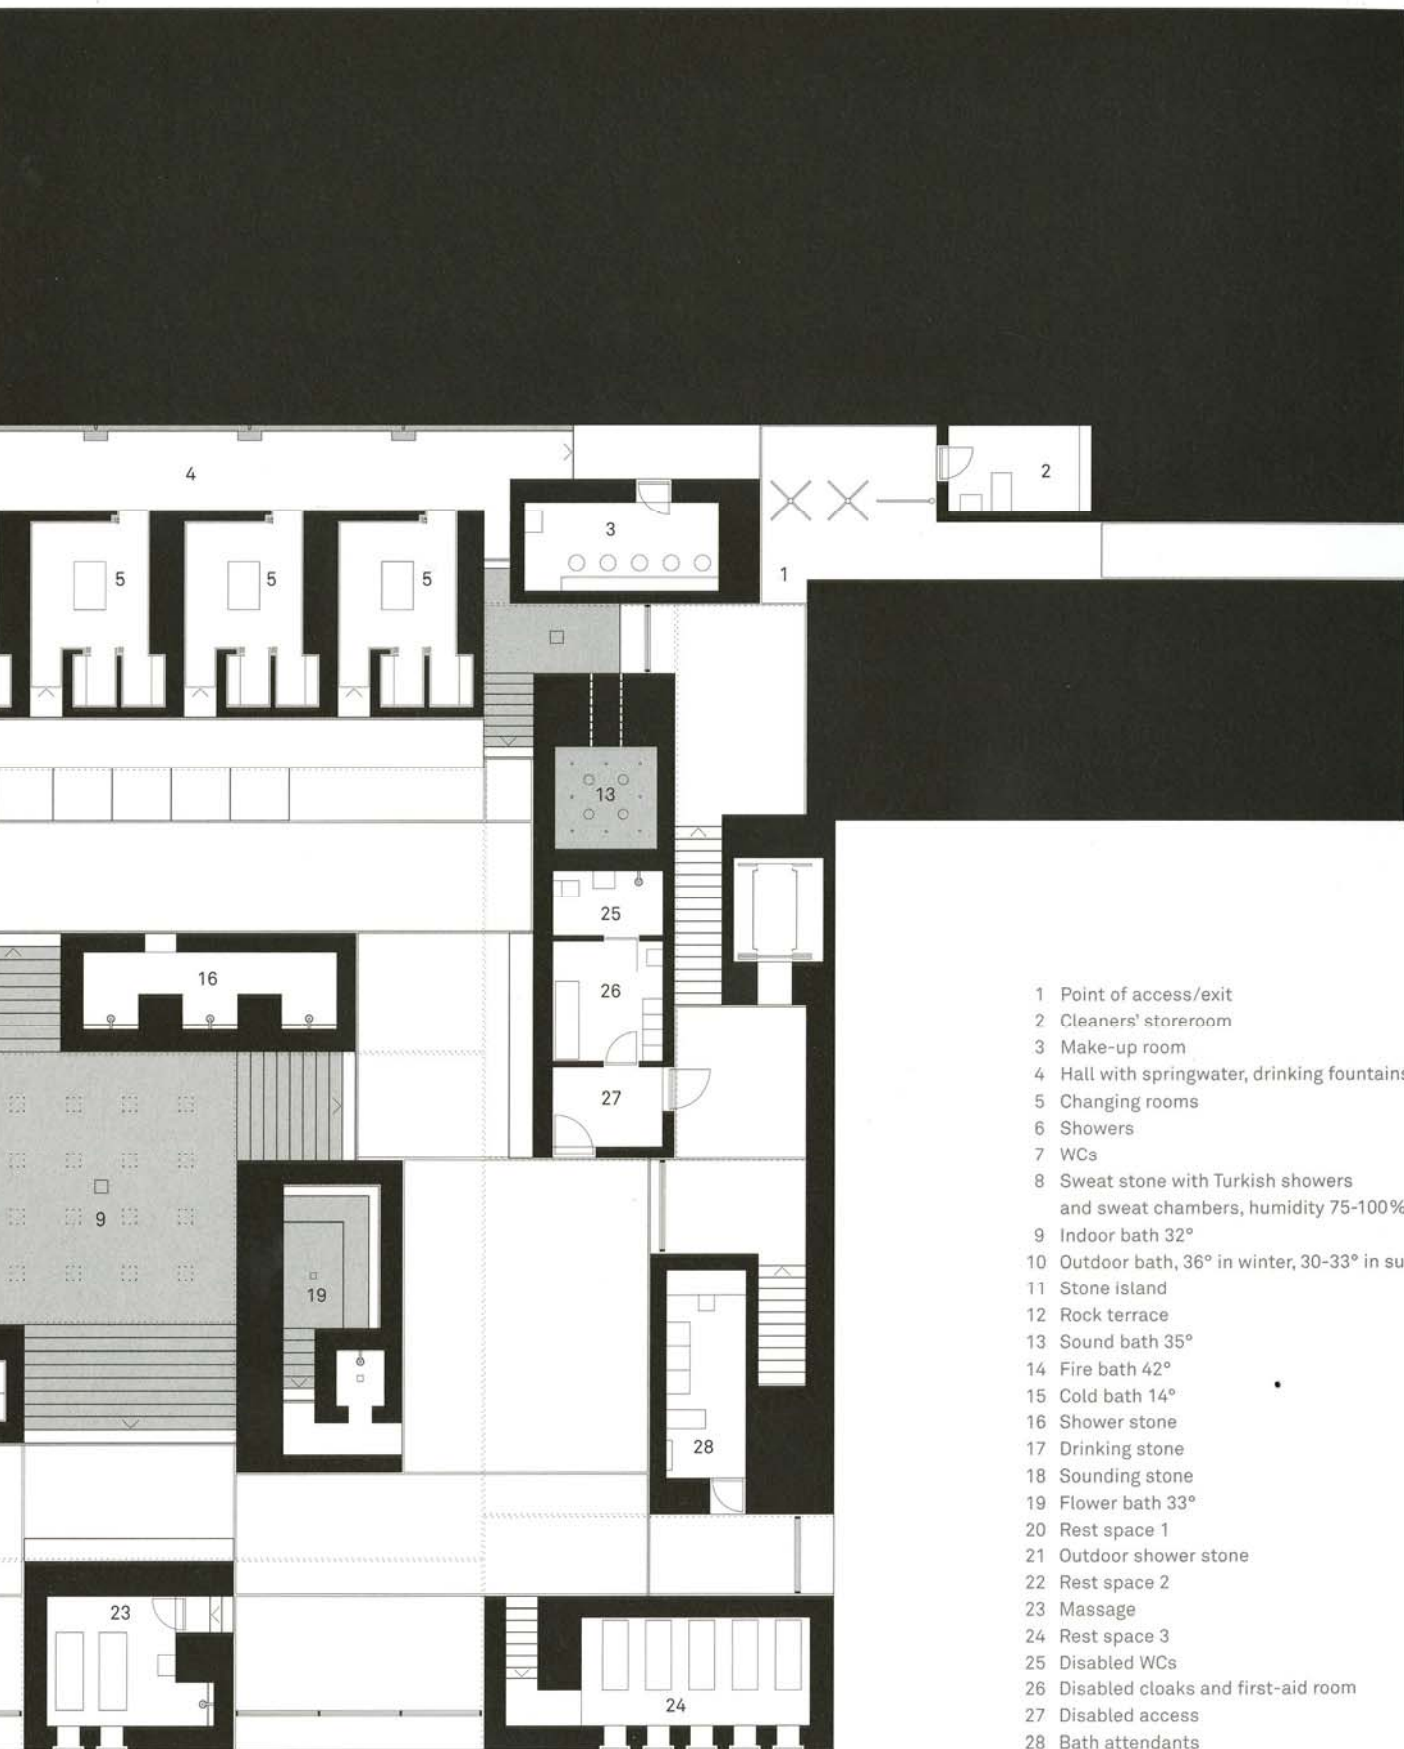 4
2
3
1
5
5
5
13
25
16
26
27
9
19
28
23
24
1 Point of access/exit
2 Cleaners' storeroom
3 Make-up room
4 Hall with springwater, drinking fountains
5 Changing rooms
6 Showers
7 WCs
8 Sweat stone with Turkish showers
and sweat chambers, humidity 75-100%
9 Indoor bath 32°
10 Outdoor bath, 36° in winter, 30-33° in su
11 Stone island
12 Rock terrace
13 Sound bath 35°
14 Fire bath 42°
15 Cold bath 14°
16 Shower stone
17 Drinking stone
18 Sounding stone
19 Flower bath 33°
20 Rest space 1
21 Outdoor shower stone
22 Rest space 2
23 Massage
24 Rest space 3
25 Disabled WCs
26 Disabled cloaks and first-aid room
27 Disabled access
28 Bath attendants